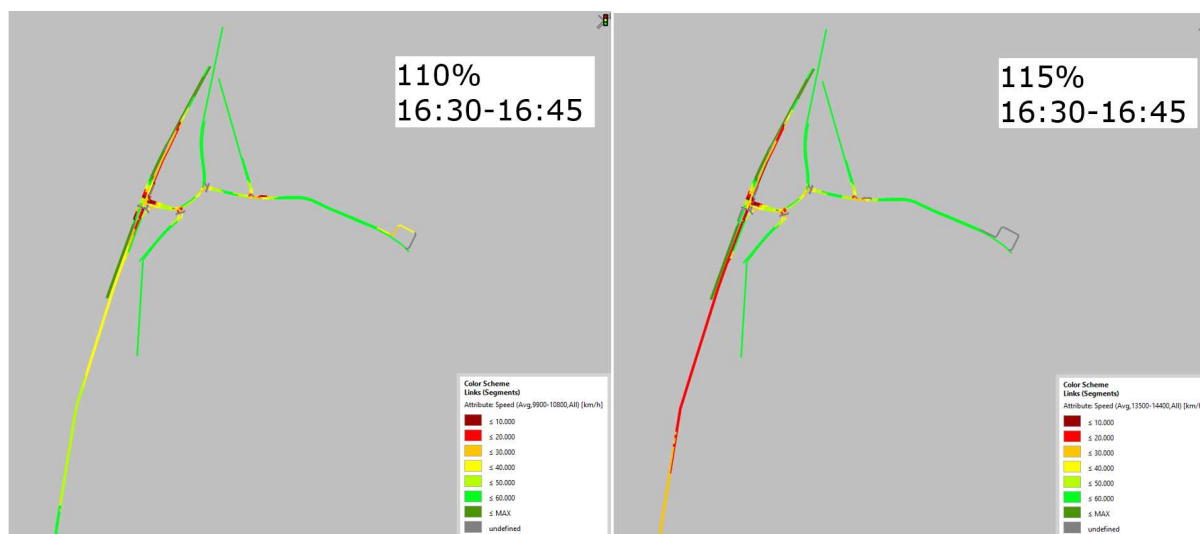 110%
16:30-16:45
Color Scheme
Links (Segments)
Attribute: Speed (Avg,9900-10800,All) [km/h]
≤ 10.000
≤ 20.000
≤ 30.000
≤ 40.000
≤ 50.000
≤ 60.000
≤ MAX
undefined
115%
16:30-16:45
Color Scheme
Links (Segments)
Attribute: Speed (Avg,13500-14400,All) [km/h
≤ 10.000
≤ 20.000
≤ 30.000
≤ 40.000
≤ 50.000
≤ 60.000
≤ MAX
undefined